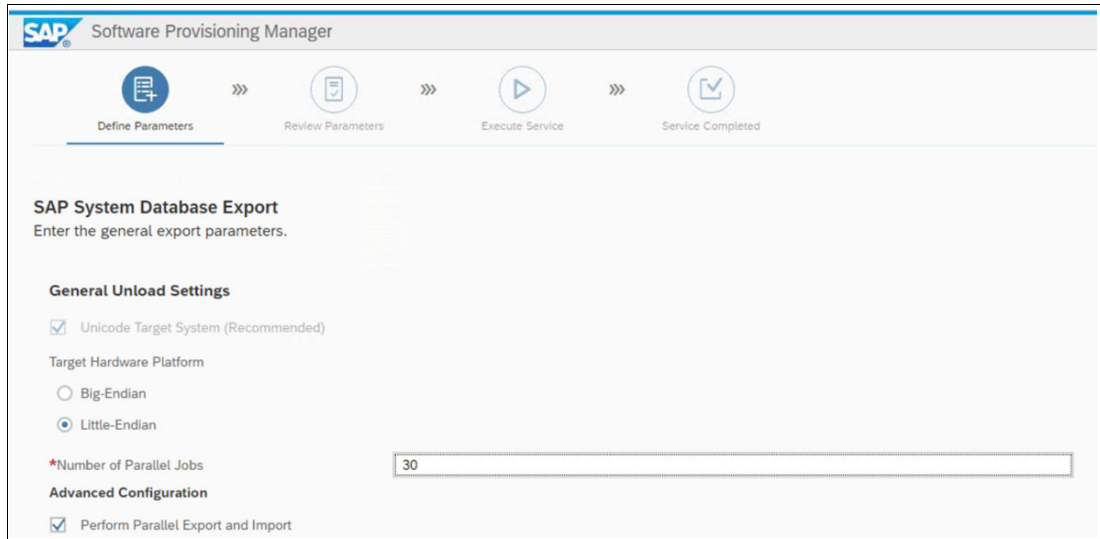 SAP Software Provisioning Manager
Define Parameters Review Parameters Execute Service Service Completed
SAP System Database Export
Enter the general export parameters.
General Unload Settings
Unicode Target System (Recommended)
Target Hardware Platform
Big-Endian
Little-Endian
*Number of Parallel Jobs 30
Advanced Configuration
Perform Parallel Export and Import